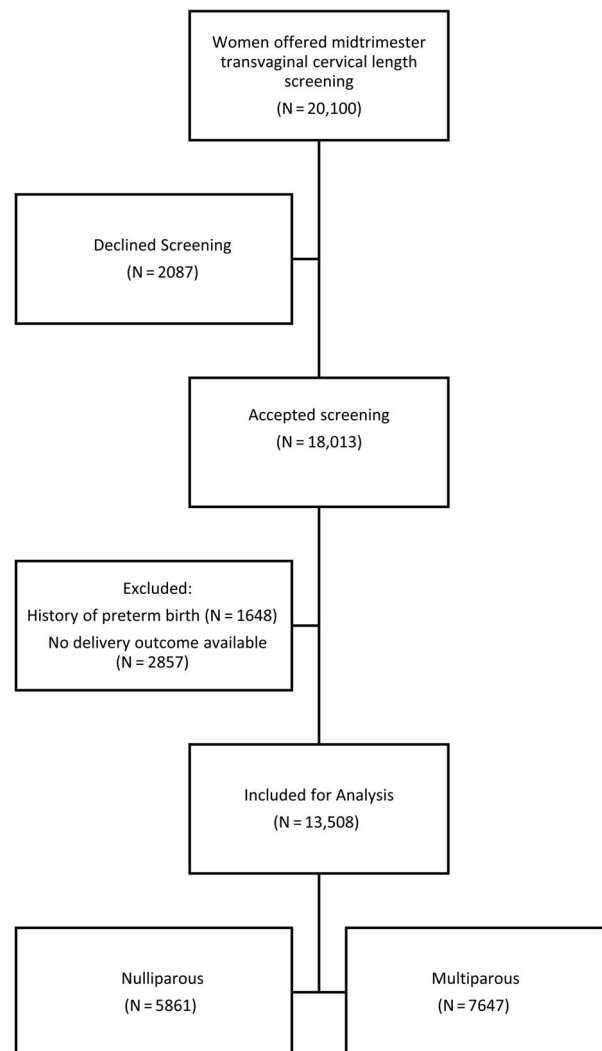 Women offered midtrimester
transvaginal cervical length
screening
(N = 20,100)
Declined Screening
(N = 2087)
Accepted screening
(N = 18,013)
Excluded:
History of preterm birth (N = 1648)
No delivery outcome available
(N = 2857)
Included for Analysis
(N = 13,508)
Nulliparous
(N = 5861)
Multiparous
(N = 7647)